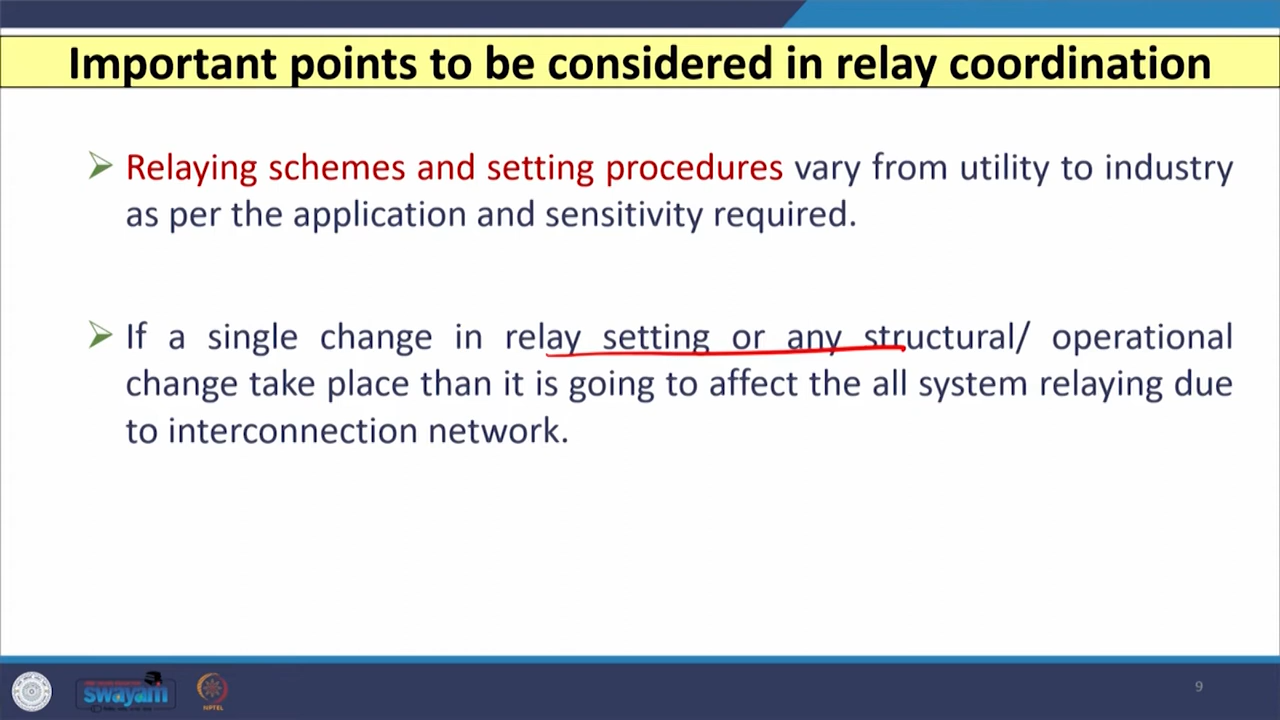 Important points to be considered in relay coordination
Relaying schemes and setting procedures vary from utility to industry
as per the application and sensitivity required.
If a single change in relay setting or any structural/ operational
change take place than it is going to affect the all system relaying due
to interconnection network.
swayam
NPTEL
9